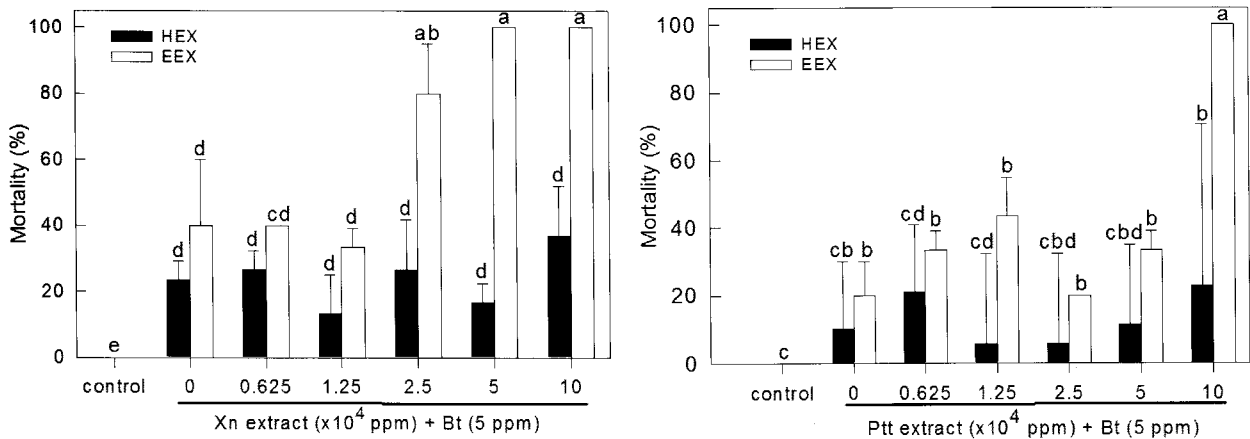 100
80
60
40
20
0
Mortality (%)
HEX
EEX
e
d
d
d
cd
d
d
d
ab
d
a
d
a
control
0
0.625
1.25
2.5
5
10
Xn extract (x10⁴ ppm) + Bt (5 ppm)
100
80
60
40
20
0
Mortality (%)
HEX
EEX
c
cb
b
cd
b
cd
b
cbd
b
cbd
b
b
a
control
0
0.625
1.25
2.5
5
10
Ptt extract (x10⁴ ppm) + Bt (5 ppm)